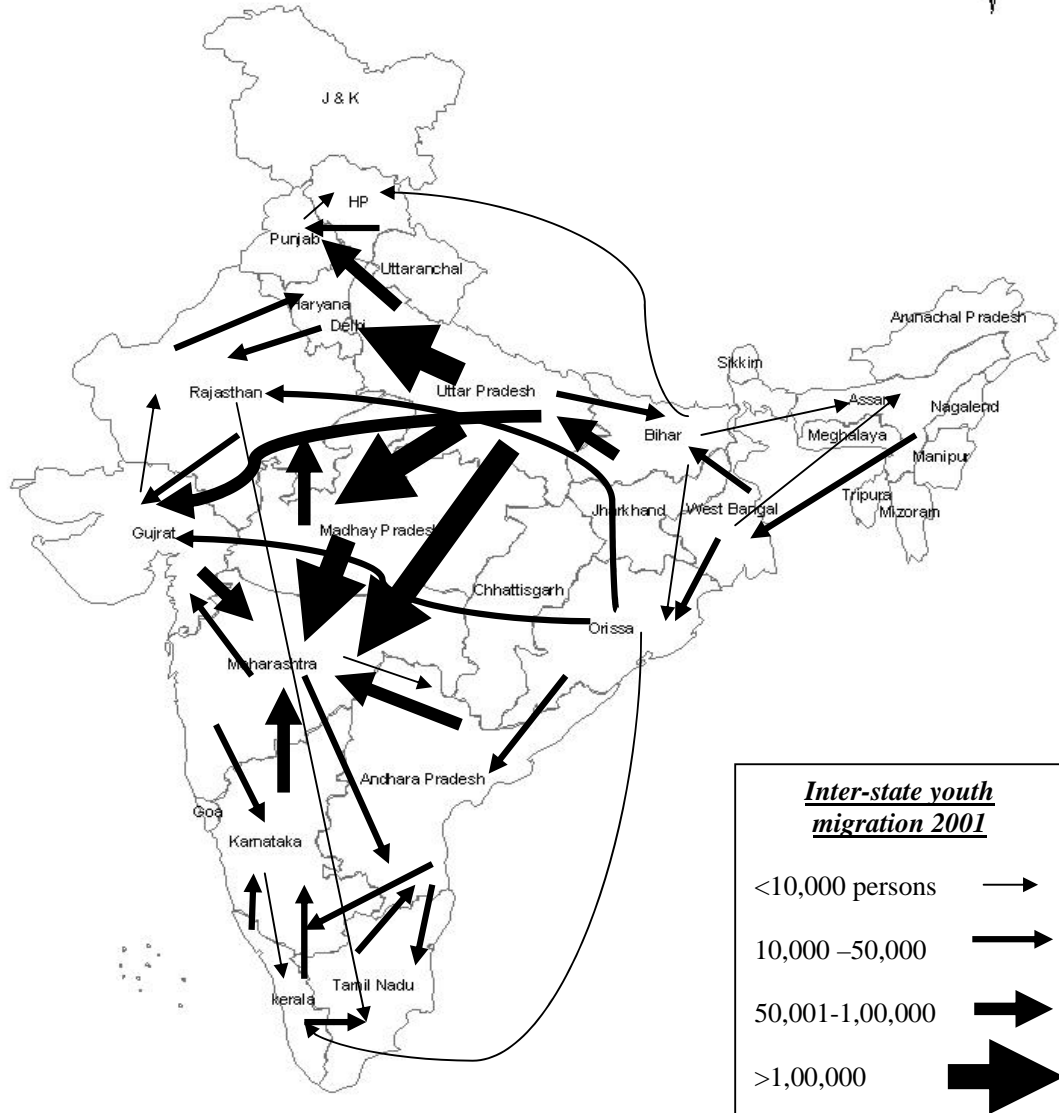 J & K
HP
Punjab
Uttaranchal
Haryana
Delhi
Arunachal Pradesh
Sikkim
Rajasthan
Uttar Pradesh
Assam
Nagalend
Bihar
Meghalaya
Manipur
Tripura
Mizoram
Jharkhand
West Bangal
Gujrat
Madhay Pradesh
Chhattisgarh
Orissa
Maharashtra
Andhara Pradesh
Goa
Karnataka
kerala
Tamil Nadu
Inter-state youth
migration 2001
<10,000 persons
10,000 –50,000
50,001-1,00,000
>1,00,000